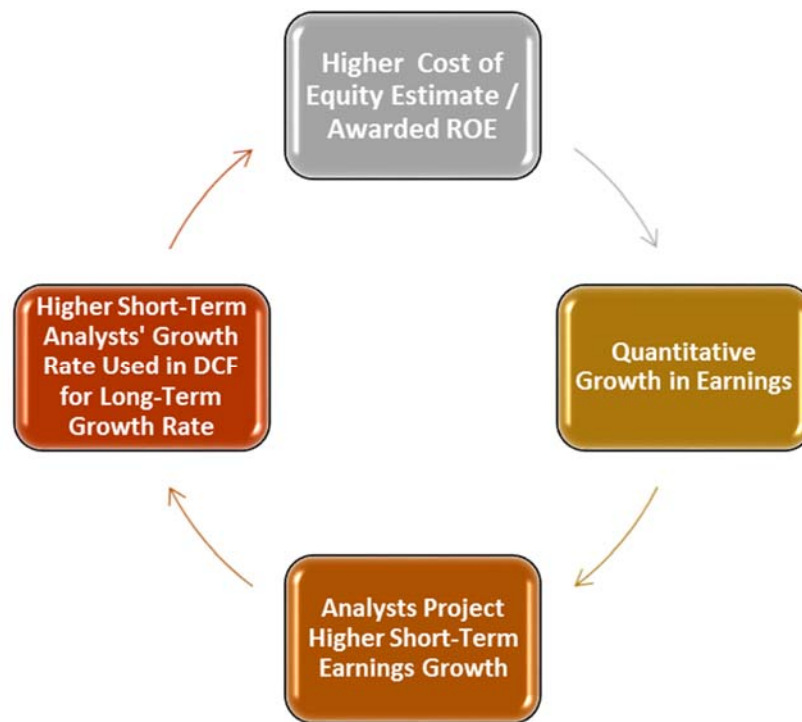 Higher Cost of
Equity Estimate /
Awarded ROE
Quantitative
Growth in Earnings
Analysts Project
Higher Short-Term
Earnings Growth
Higher Short-Term
Analysts' Growth
Rate Used in DCF
for Long-Term
Growth Rate